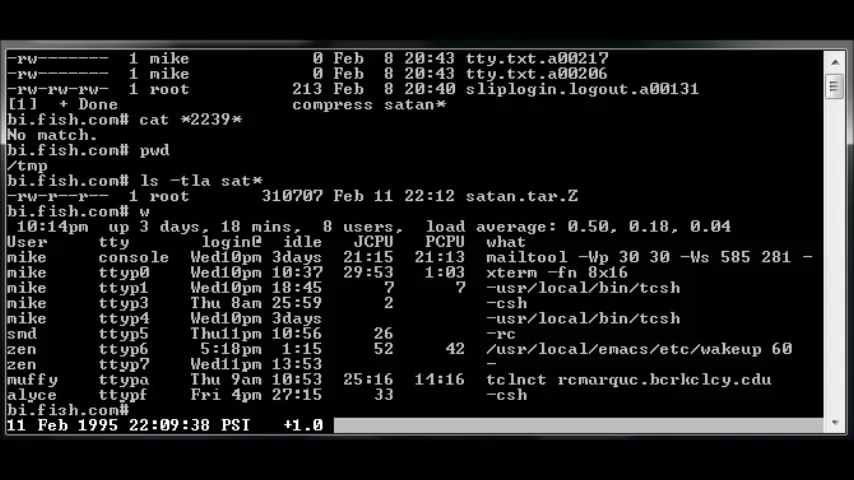 -rw------- 1 mike 0 Feb 8 20:43 tty.txt.a00217
-rw------- 1 mike 0 Feb 8 20:43 tty.txt.a00206
-rw-rw-rw- 1 root 213 Feb 8 20:40 sliplogin.logout.a00131
[1] + Done compress satan*
bi.fish.com# cat *2239*
No match.
bi.fish.com# pwd
/tmp
bi.fish.com# ls -tla sat*
-rw-r--r-- 1 root 310707 Feb 11 22:12 satan.tar.Z
bi.fish.com# w
10:14pm up 3 days, 18 mins, 8 users, load average: 0.50, 0.18, 0.04
User tty login@ idle JCPU PCPU what
mike console Wed10pm 3days 21:15 21:13 mailtool -Wp 30 30 -Ws 585 281 -
mike ttyp0 Wed10pm 10:37 29:53 1:03 xterm -fn 8x16
mike ttyp1 Wed10pm 18:45 7 7 -usr/local/bin/tcsh
mike ttyp3 Thu 8am 25:59 2 -csh
mike ttyp4 Wed10pm 3days -usr/local/bin/tcsh
smd ttyp5 Thu11pm 10:56 26 -rc
zen ttyp6 5:18pm 1:15 52 42 /usr/local/emacs/etc/wakeup 60
zen ttyp7 Wed11pm 13:53 -
muffy ttypa Thu 9am 10:53 25:16 14:16 tclnct rcmarquc.bcrkclcy.cdu
alyce ttypf Fri 4pm 27:15 33 -csh
bi.fish.com#
11 Feb 1995 22:09:38 PST +1.0